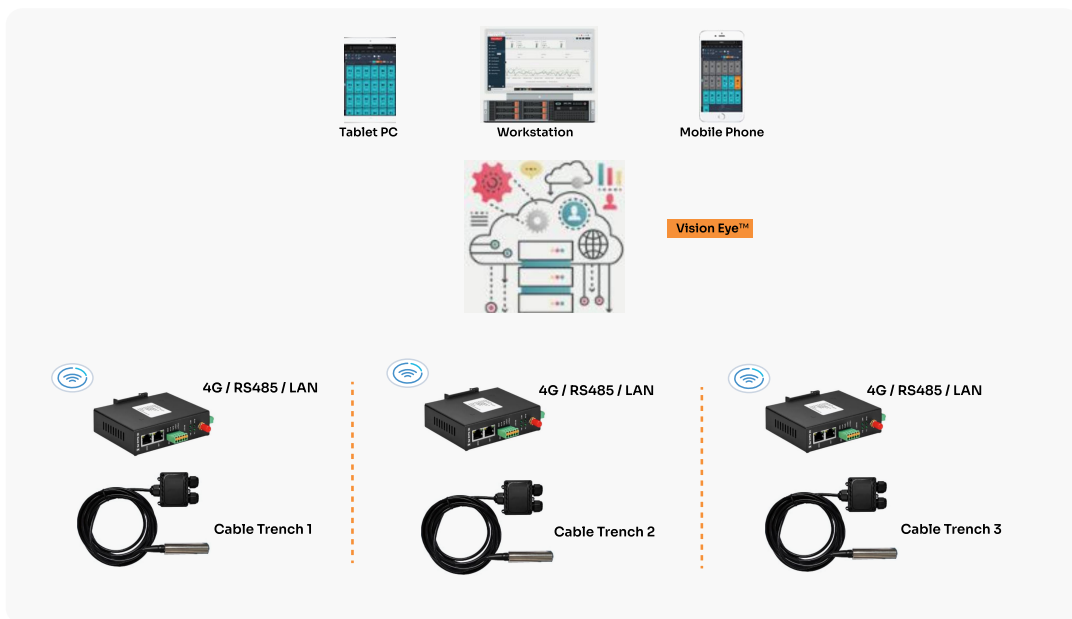 Tablet PC
Workstation
Mobile Phone
Vision Eye™
4G / RS485 / LAN
4G / RS485 / LAN
4G / RS485 / LAN
Cable Trench 1
Cable Trench 2
Cable Trench 3